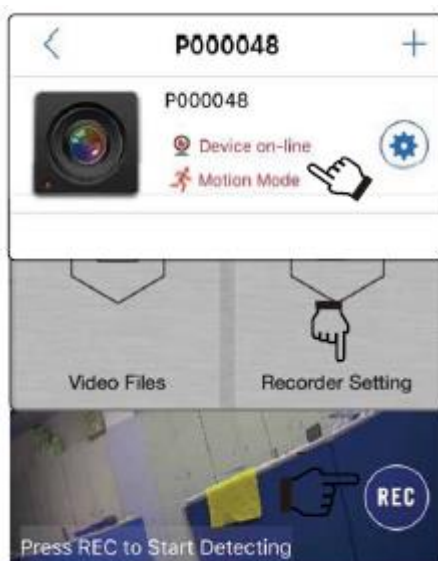 P000048
P000048
Device on-line
Motion Mode
Video Files
Recorder Setting
REC
Press REC to Start Detecting